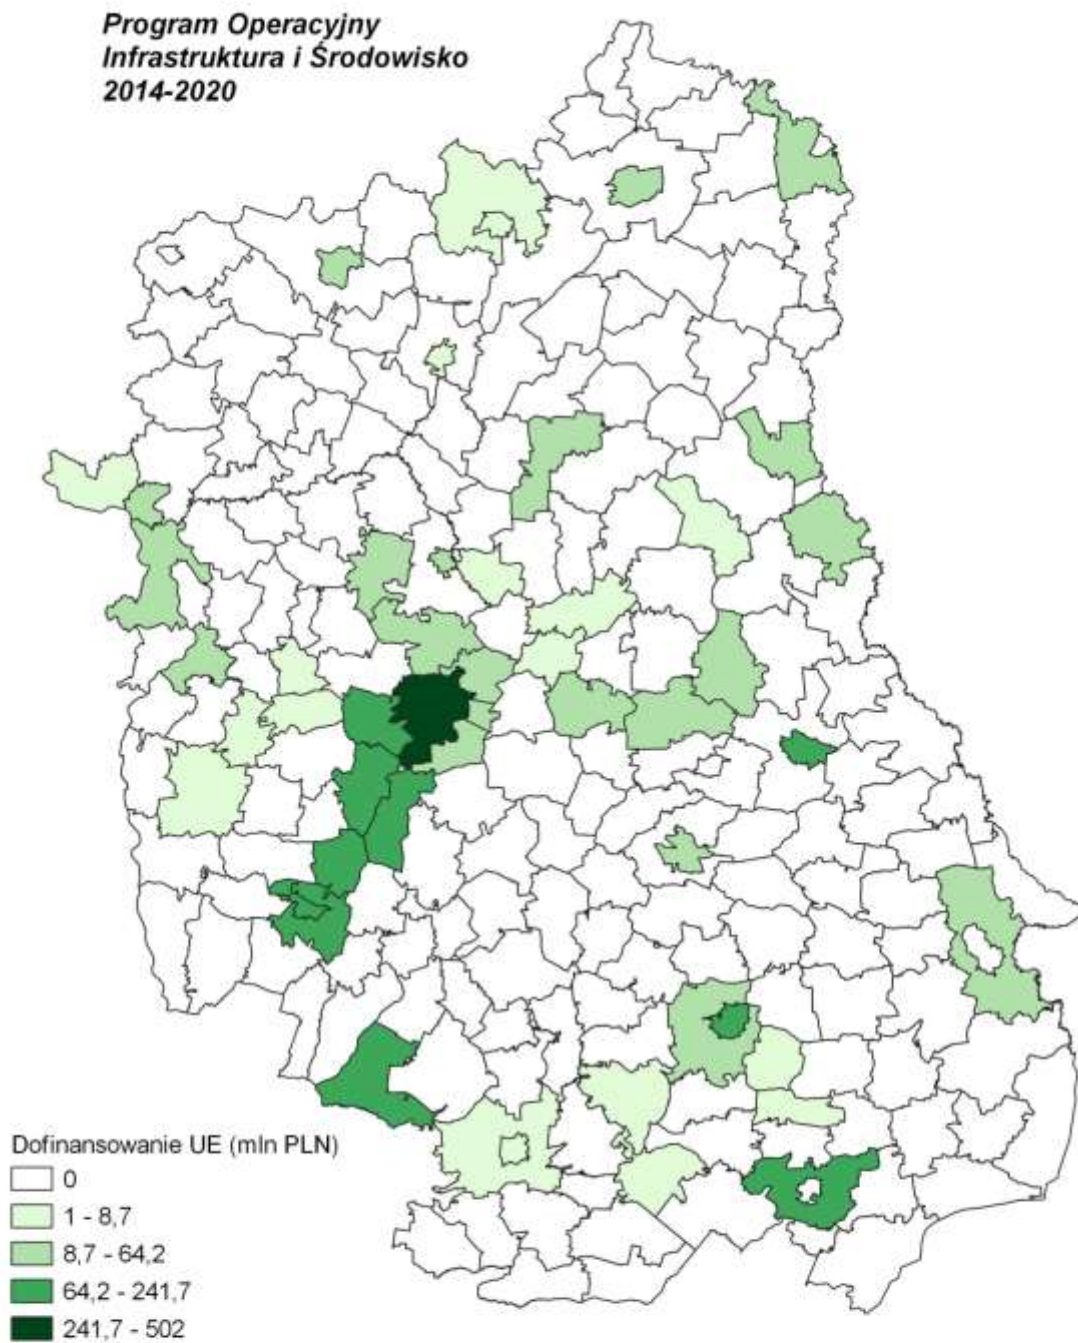 Program Operacyjny
Infrastruktura i Środowisko
2014-2020
Dofinansowanie UE (mln PLN)
0
1 - 8,7
8,7 - 64,2
64,2 - 241,7
241,7 - 502